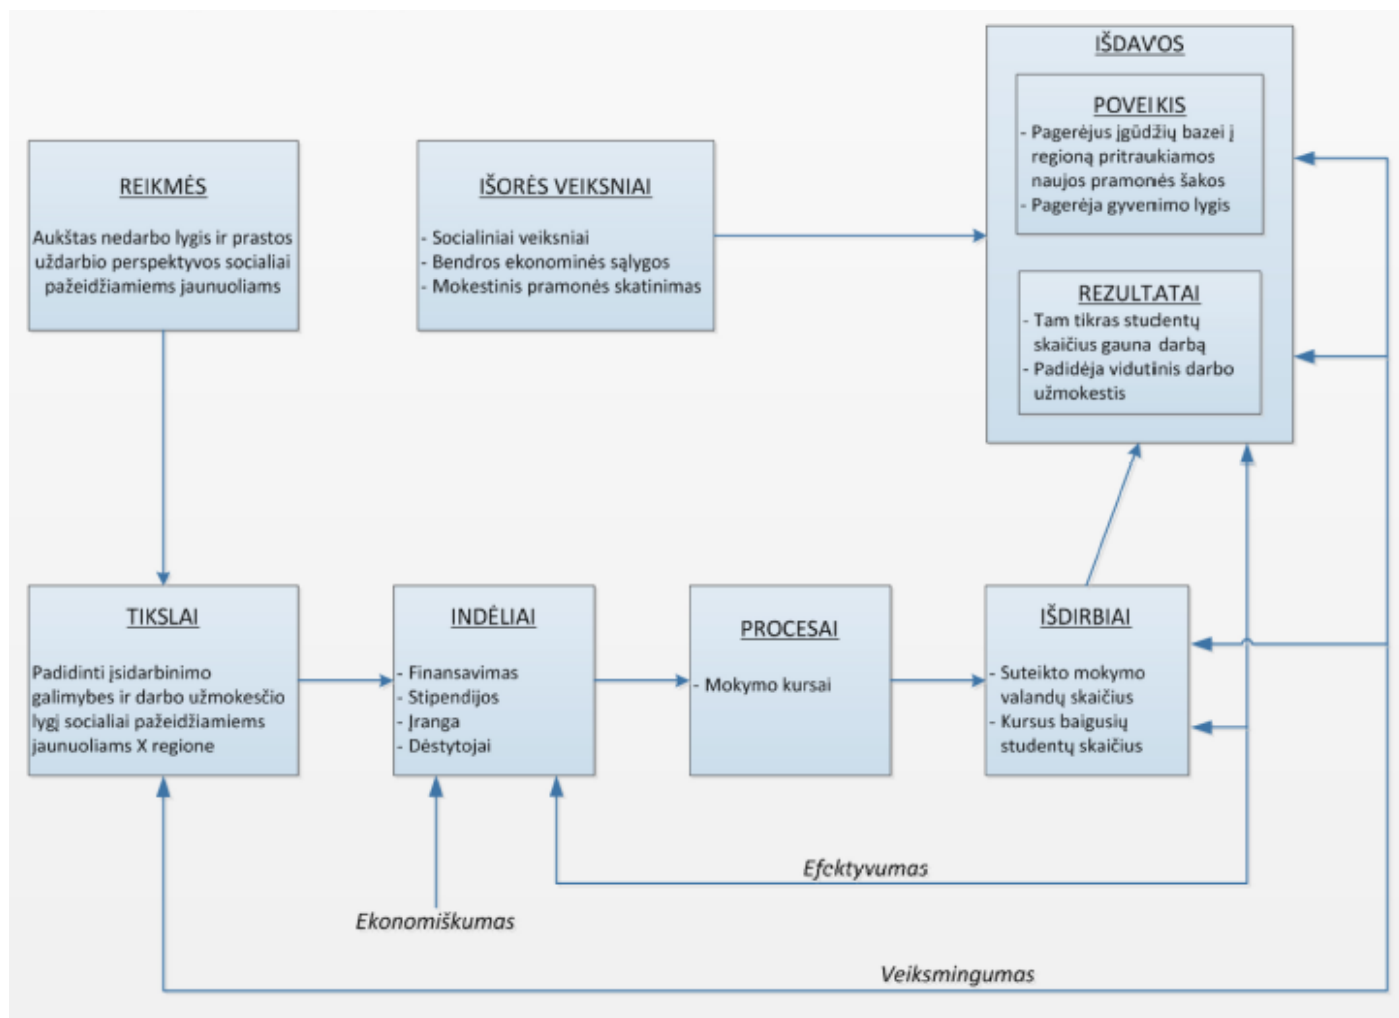 IŠDAVOS
POVEIKIS
- Pagerėjus įgūdžių bazei į
regioną pritraukiamos
naujos pramonės šakos
- Pagerėja gyvenimo lygis
REZULTATAI
- Tam tikras studentų
skaičius gauna darbą
- Padidėja vidutinis darbo
užmokestis
REIKMĖS
Aukštas nedarbo lygis ir prastos
uždarbio perspektyvos socialiai
pažeidžiamiems jaunuoliams
IŠORĖS VEIKSNIAI
- Socialiniai veiksniai
- Bendros ekonominės sąlygos
- Mokestinis pramonės skatinimas
TIKSLAI
Padidinti įsidarbinimo
galimybes ir darbo užmokesčio
lygį socialiai pažeidžiamiems
jaunuoliams X regione
INDĖLIAI
- Finansavimas
- Stipendijos
- Įranga
- Dėstytojai
PROCESAI
- Mokymo kursai
IŠDIRBIAI
- Suteikto mokymo
valandų skaičius
- Kursus baigusių
studentų skaičius
Efektyvumas
Ekonomiškumas
Veiksmingumas